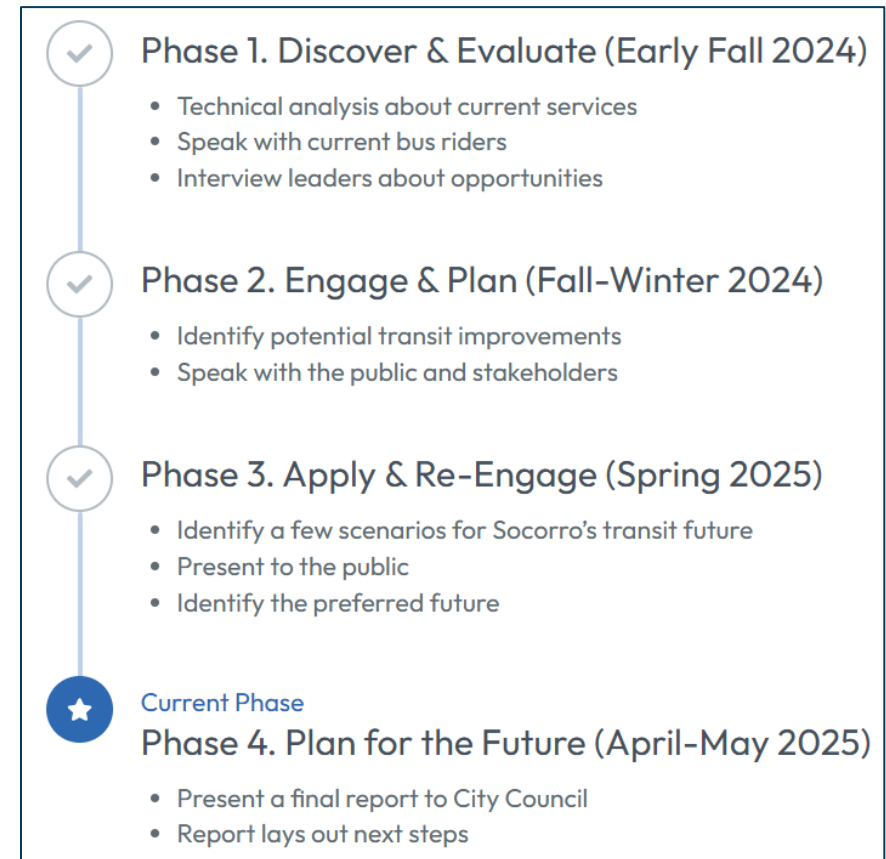 Phase 1. Discover & Evaluate (Early Fall 2024)
• Technical analysis about current services
• Speak with current bus riders
• Interview leaders about opportunities
Phase 2. Engage & Plan (Fall-Winter 2024)
• Identify potential transit improvements
• Speak with the public and stakeholders
Phase 3. Apply & Re-Engage (Spring 2025)
• Identify a few scenarios for Socorro’s transit future
• Present to the public
• Identify the preferred future
Current Phase
Phase 4. Plan for the Future (April-May 2025)
• Present a final report to City Council
• Report lays out next steps